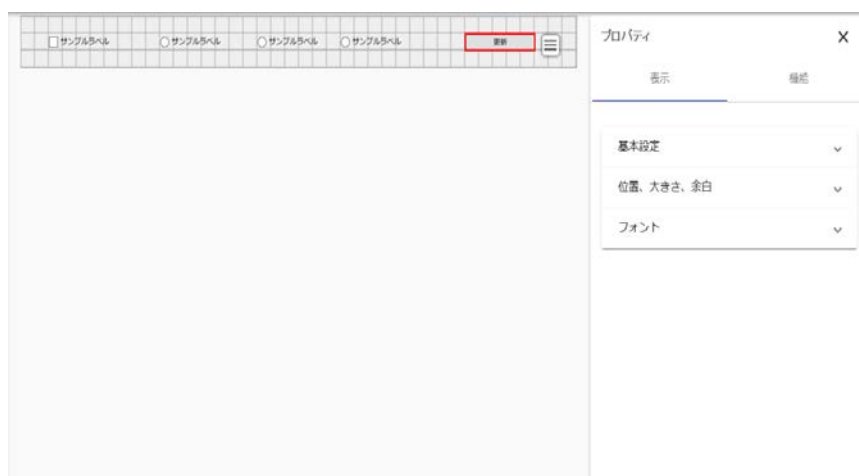 サンプルラベル サンプルラベル サンプルラベル サンプルラベル 更新
プロパティ
表示 機能
基本設定
位置、大きさ、余白
フォント